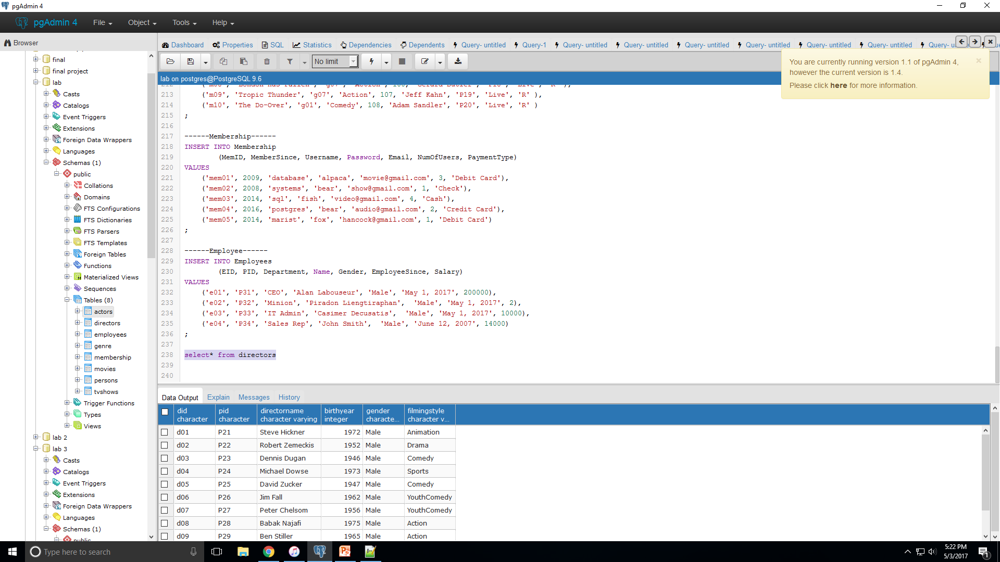 pgAdmin 4
pgAdmin 4 File Object Tools Help
Browser
final
final project
lab
Casts
Catalogs
Event Triggers
Extensions
Foreign Data Wrappers
Languages
Schemas (1)
public
Collations
Domains
FTS Configurations
FTS Dictionaries
FTS Parsers
FTS Templates
Foreign Tables
Functions
Materialized Views
Sequences
Tables (8)
actors
directors
employees
genre
membership
movies
persons
tvshows
Trigger Functions
Types
Views
lab 2
lab 3
Casts
Catalogs
Event Triggers
Extensions
Foreign Data Wrappers
Languages
Schemas (1)
public
Dashboard Properties SQL Statistics Dependencies Dependents Query- untitled Query-1 Query- untitled Query- untitled Query- untitled Query- untitled Query- untitled Query- untitled
No limit
You are currently running version 1.1 of pgAdmin 4,
however the current version is 1.4.
Please click here for more information.
lab on postgres@PostgreSQL 9.6
213 ('m09', 'Tropic Thunder', 'g07', 'Action', 107, 'Jeff Kahn', 'P19', 'Live', 'R' ),
214 ('m10', 'The Do-Over', 'g01', 'Comedy', 108, 'Adam Sandler', 'P20', 'Live', 'R' )
215 ;
216
217 ------Membership------
218 INSERT INTO Membership
219 (MemID, MemberSince, Username, Password, Email, NumOfUsers, PaymentType)
220 VALUES
221 ('mem01', 2009, 'database', 'alpaca', 'movie@gmail.com', 3, 'Debit Card'),
222 ('mem02', 2008, 'systems', 'bear', 'show@gmail.com', 1, 'Check'),
223 ('mem03', 2014, 'sql', 'fish', 'video@gmail.com', 4, 'Cash'),
224 ('mem04', 2016, 'postgres', 'bear', 'audio@gmail.com', 2, 'Credit Card'),
225 ('mem05', 2014, 'marist', 'fox', 'hancock@gmail.com', 1, 'Debit Card')
226 ;
227
228 ------Employee------
229 INSERT INTO Employees
230 (EID, PID, Department, Name, Gender, EmployeeSince, Salary)
231 VALUES
232 ('e01', 'P31', 'CEO', 'Alan Labouseur', 'Male', 'May 1, 2017', 200000),
233 ('e02', 'P32', 'Minion', 'Piradon Liengtiraphan', 'Male', 'May 1, 2017', 2),
234 ('e03', 'P33', 'IT Admin', 'Casimer Decusatis', 'Male', 'May 1, 2017', 10000),
235 ('e04', 'P34', 'Sales Rep', 'John Smith', 'Male', 'June 12, 2007', 14000)
236 ;
237
238 select* from directors
239
240
Data Output Explain Messages History
did pid directorname birthyear gender filmingstyle
character character character varying integer characte... character v...
d01 P21 Steve Hickner 1972 Male Animation
d02 P22 Robert Zemeckis 1952 Male Drama
d03 P23 Dennis Dugan 1946 Male Comedy
d04 P24 Michael Dowse 1973 Male Sports
d05 P25 David Zucker 1947 Male Comedy
d06 P26 Jim Fall 1962 Male YouthComedy
d07 P27 Peter Chelsom 1956 Male YouthComedy
d08 P28 Babak Najafi 1975 Male Action
d09 P29 Ben Stiller 1965 Male Action
Type here to search
5:22 PM
5/3/2017
1